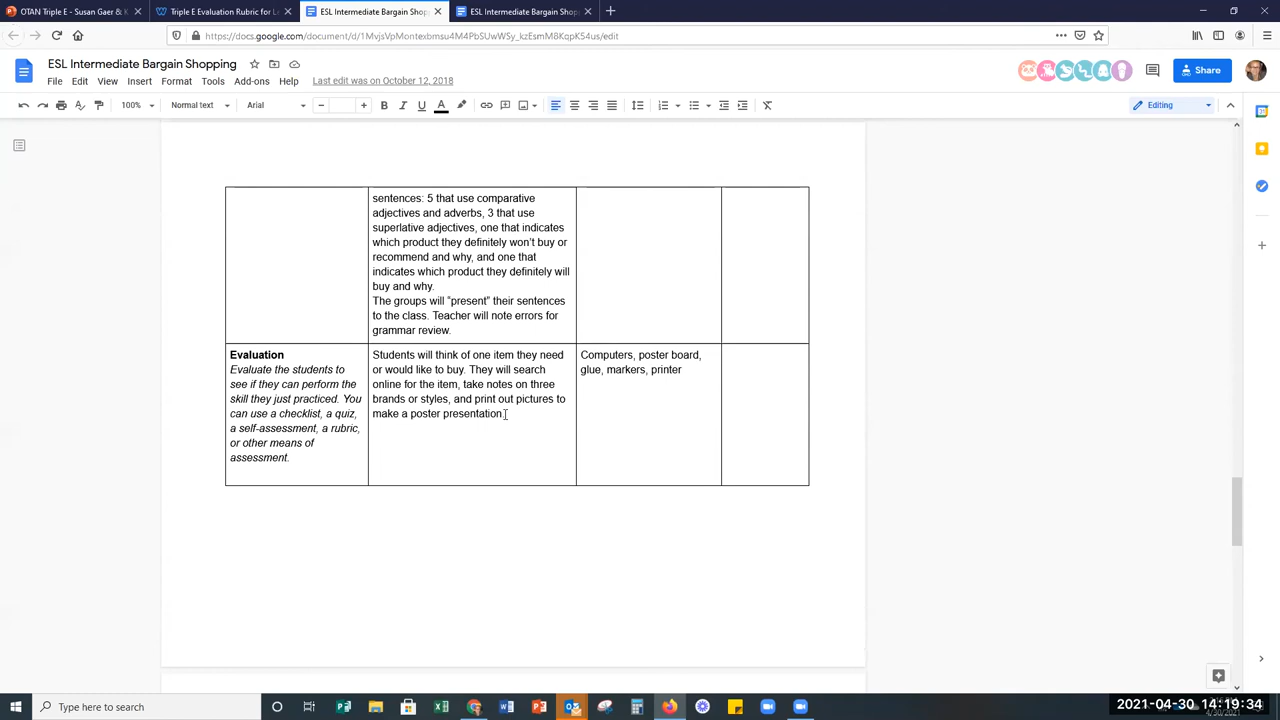 OTAN Triple E - Susan Gaer & K
Triple E Evaluation Rubric for Le
ESL Intermediate Bargain Shop
ESL Intermediate Bargain Shopp
https://docs.google.com/document/d/1MvjsVpMontexbmsu4M4PbSUwWSy_kzEsmM8KqpK54us/edit
ESL Intermediate Bargain Shopping
File Edit View Insert Format Tools Add-ons Help Last edit was on October 12, 2018
Share
100% Normal text Arial B I U A Editing
sentences: 5 that use comparative
adjectives and adverbs, 3 that use
superlative adjectives, one that indicates
which product they definitely won't buy or
recommend and why, and one that
indicates which product they definitely will
buy and why.
The groups will "present" their sentences
to the class. Teacher will note errors for
grammar review.
Evaluation
Evaluate the students to
see if they can perform the
skill they just practiced. You
can use a checklist, a quiz,
a self-assessment, a rubric,
or other means of
assessment.
Students will think of one item they need
or would like to buy. They will search
online for the item, take notes on three
brands or styles, and print out pictures to
make a poster presentation.
Computers, poster board,
glue, markers, printer
Type here to search
2021-04-30 14:19:34